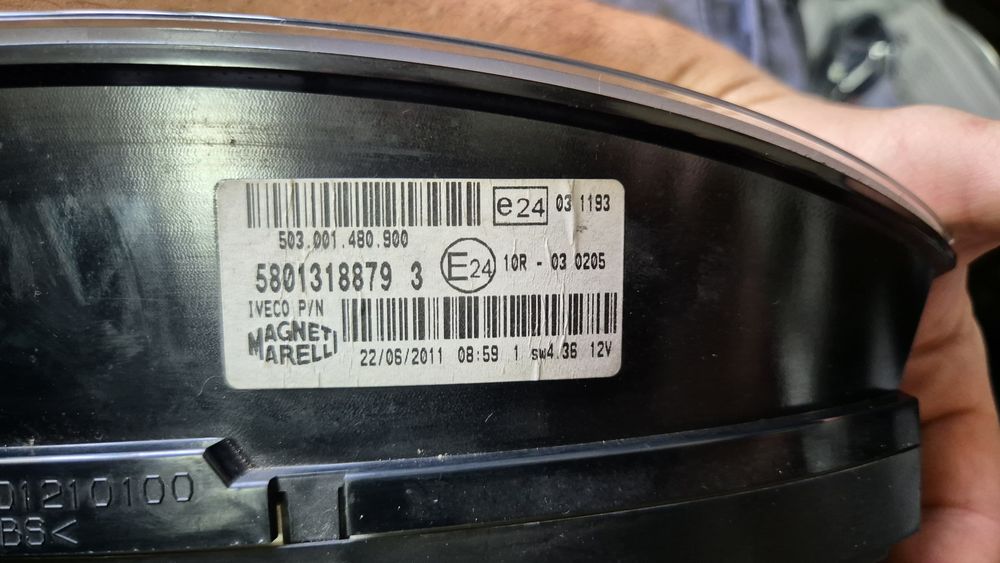 e24 03 1193
503.001.480.900
5801318879 3 E24 10R - 03 0205
IVECO P/N
MAGNETI
MARELLI
22/06/2011 08:59 1 sw4.36 12V
01210100
BS<